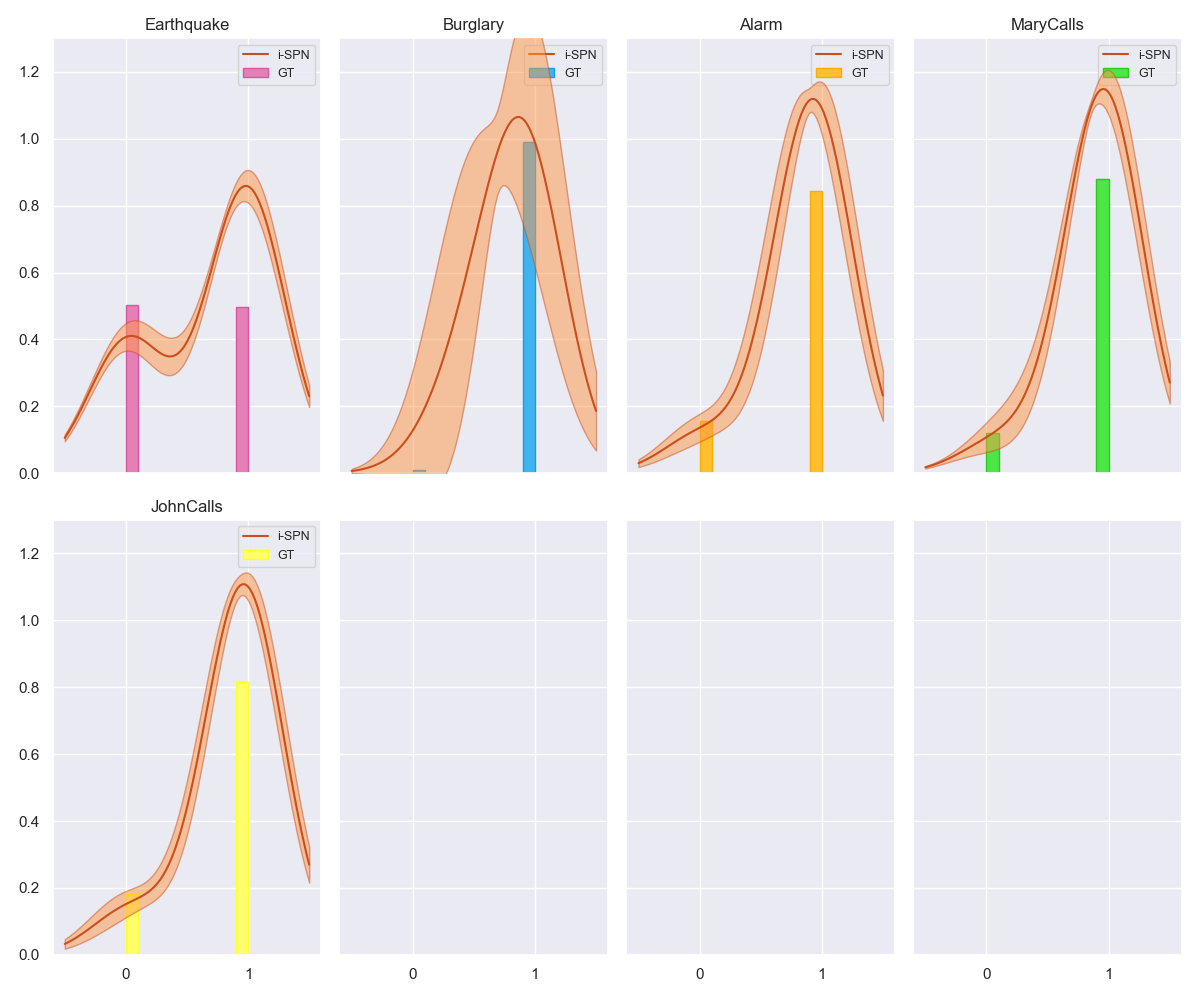 Earthquake
Burglary
Alarm
MaryCalls
i-SPN
GT
i-SPN
GT
i-SPN
GT
i-SPN
GT
1.2
1.0
0.8
0.6
0.4
0.2
0.0
JohnCalls
i-SPN
GT
1.2
1.0
0.8
0.6
0.4
0.2
0.0
0 1
0 1
0 1
0 1